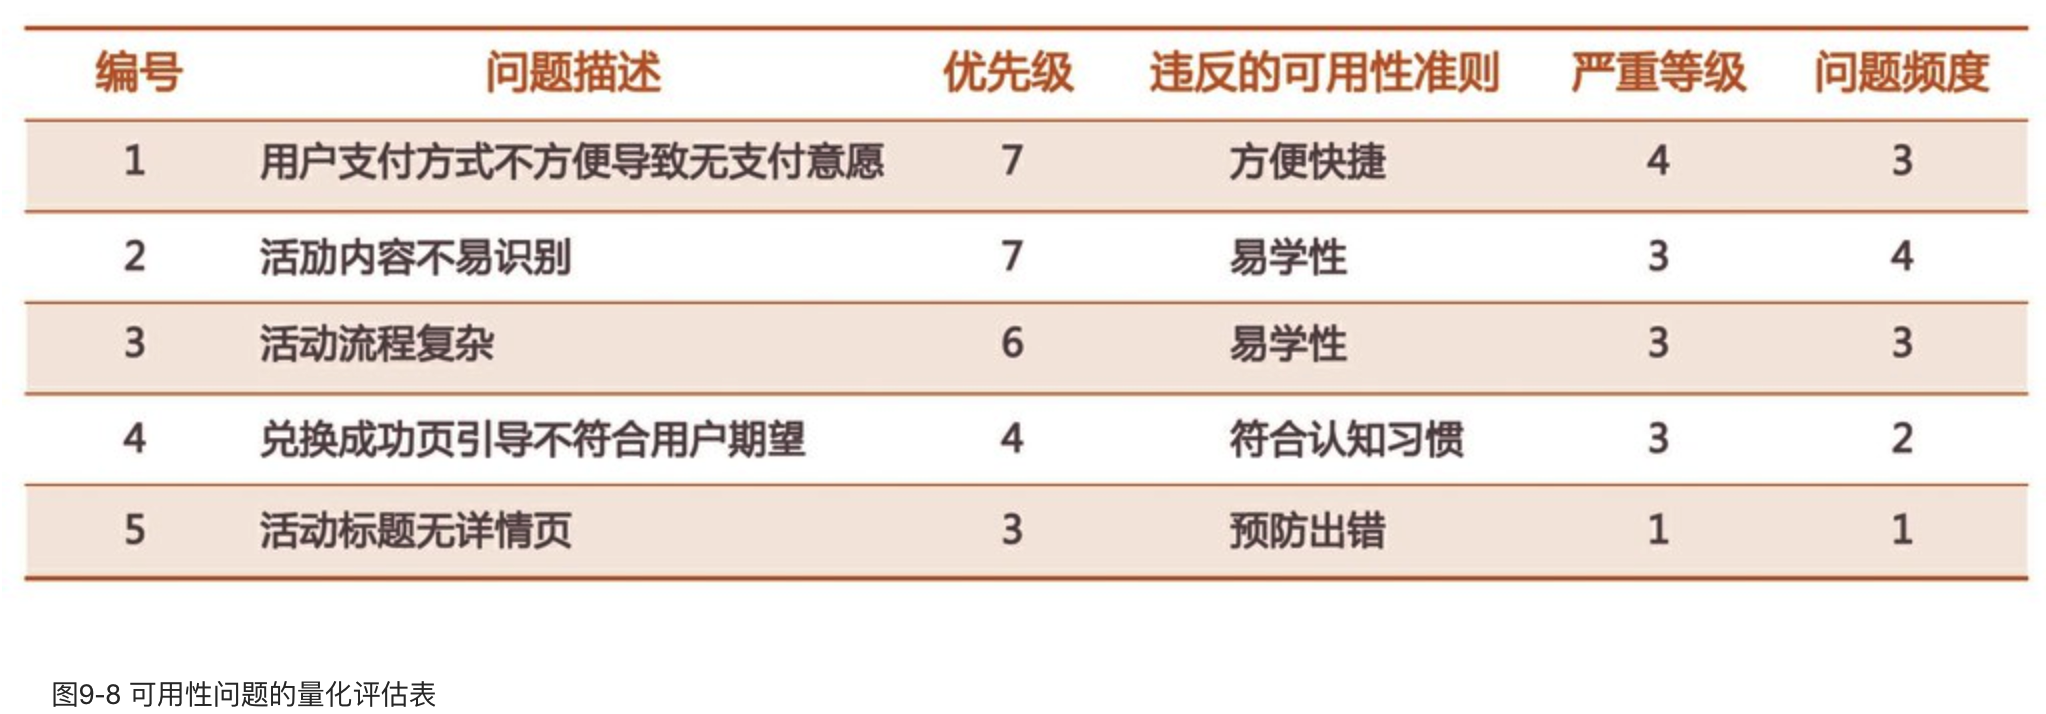 编号 问题描述 优先级 违反的可用性准则 严重等级 问题频度
1 用户支付方式不方便导致无支付意愿 7 方便快捷 4 3
2 活动内容不易识别 7 易学性 3 4
3 活动流程复杂 6 易学性 3 3
4 兑换成功页引导不符合用户期望 4 符合认知习惯 3 2
5 活动标题无详情页 3 预防出错 1 1
图9-8 可用性问题的量化评估表